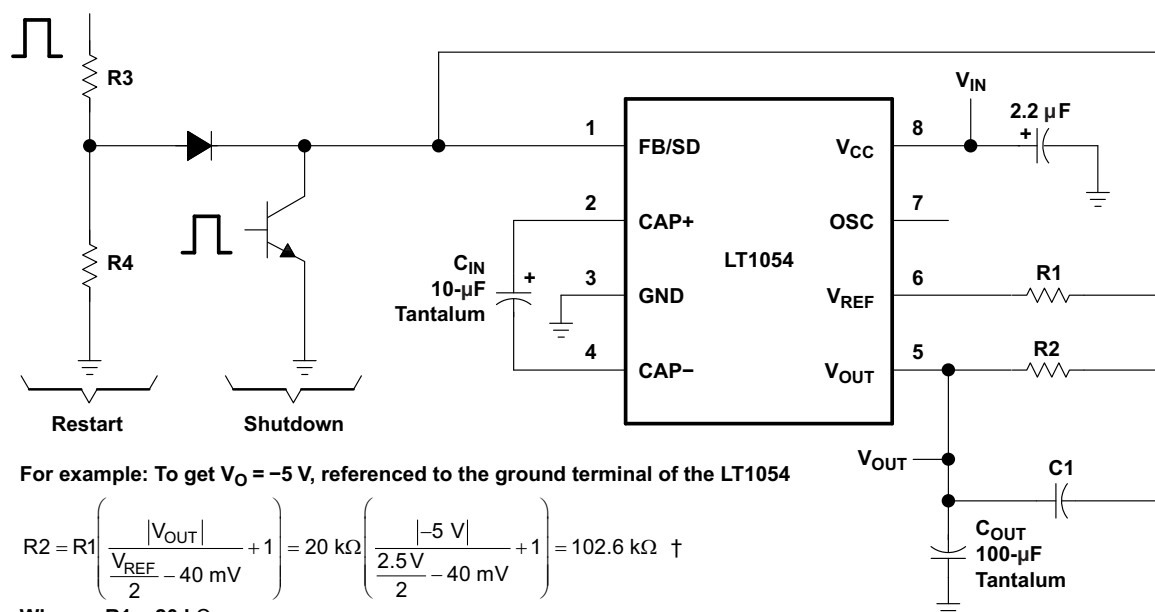 R3
R4
Restart
Shutdown
1
FB/SD
2
CAP+
3
GND
4
CAP−
C_IN
10-µF
Tantalum
+
LT1054
8
V_CC
7
OSC
6
V_REF
5
V_OUT
V_IN
2.2 µF
+
R1
R2
V_OUT
C1
C_OUT
100-µF
Tantalum
For example: To get V_O = −5 V, referenced to the ground terminal of the LT1054
R2 = R1 ( |V_OUT| / (V_REF / 2 − 40 mV) + 1 ) = 20 kΩ ( |−5 V| / (2.5 V / 2 − 40 mV) + 1 ) = 102.6 kΩ †